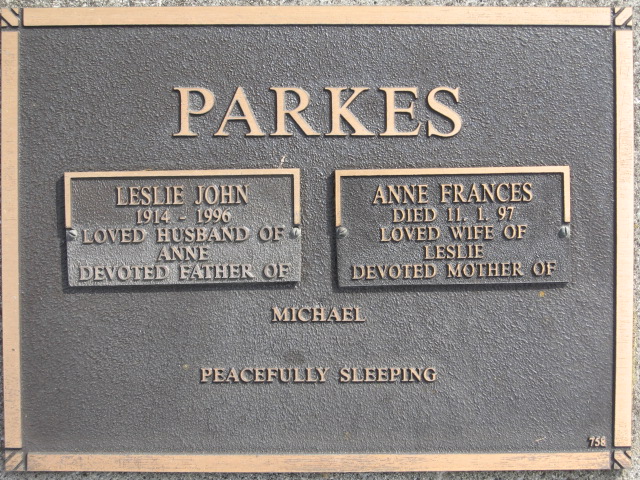 PARKES
LESLIE JOHN
1914 - 1996
LOVED HUSBAND OF
ANNE
DEVOTED FATHER OF
ANNE FRANCES
DIED 11. 1. 97
LOVED WIFE OF
LESLIE
DEVOTED MOTHER OF
MICHAEL
PEACEFULLY SLEEPING
758